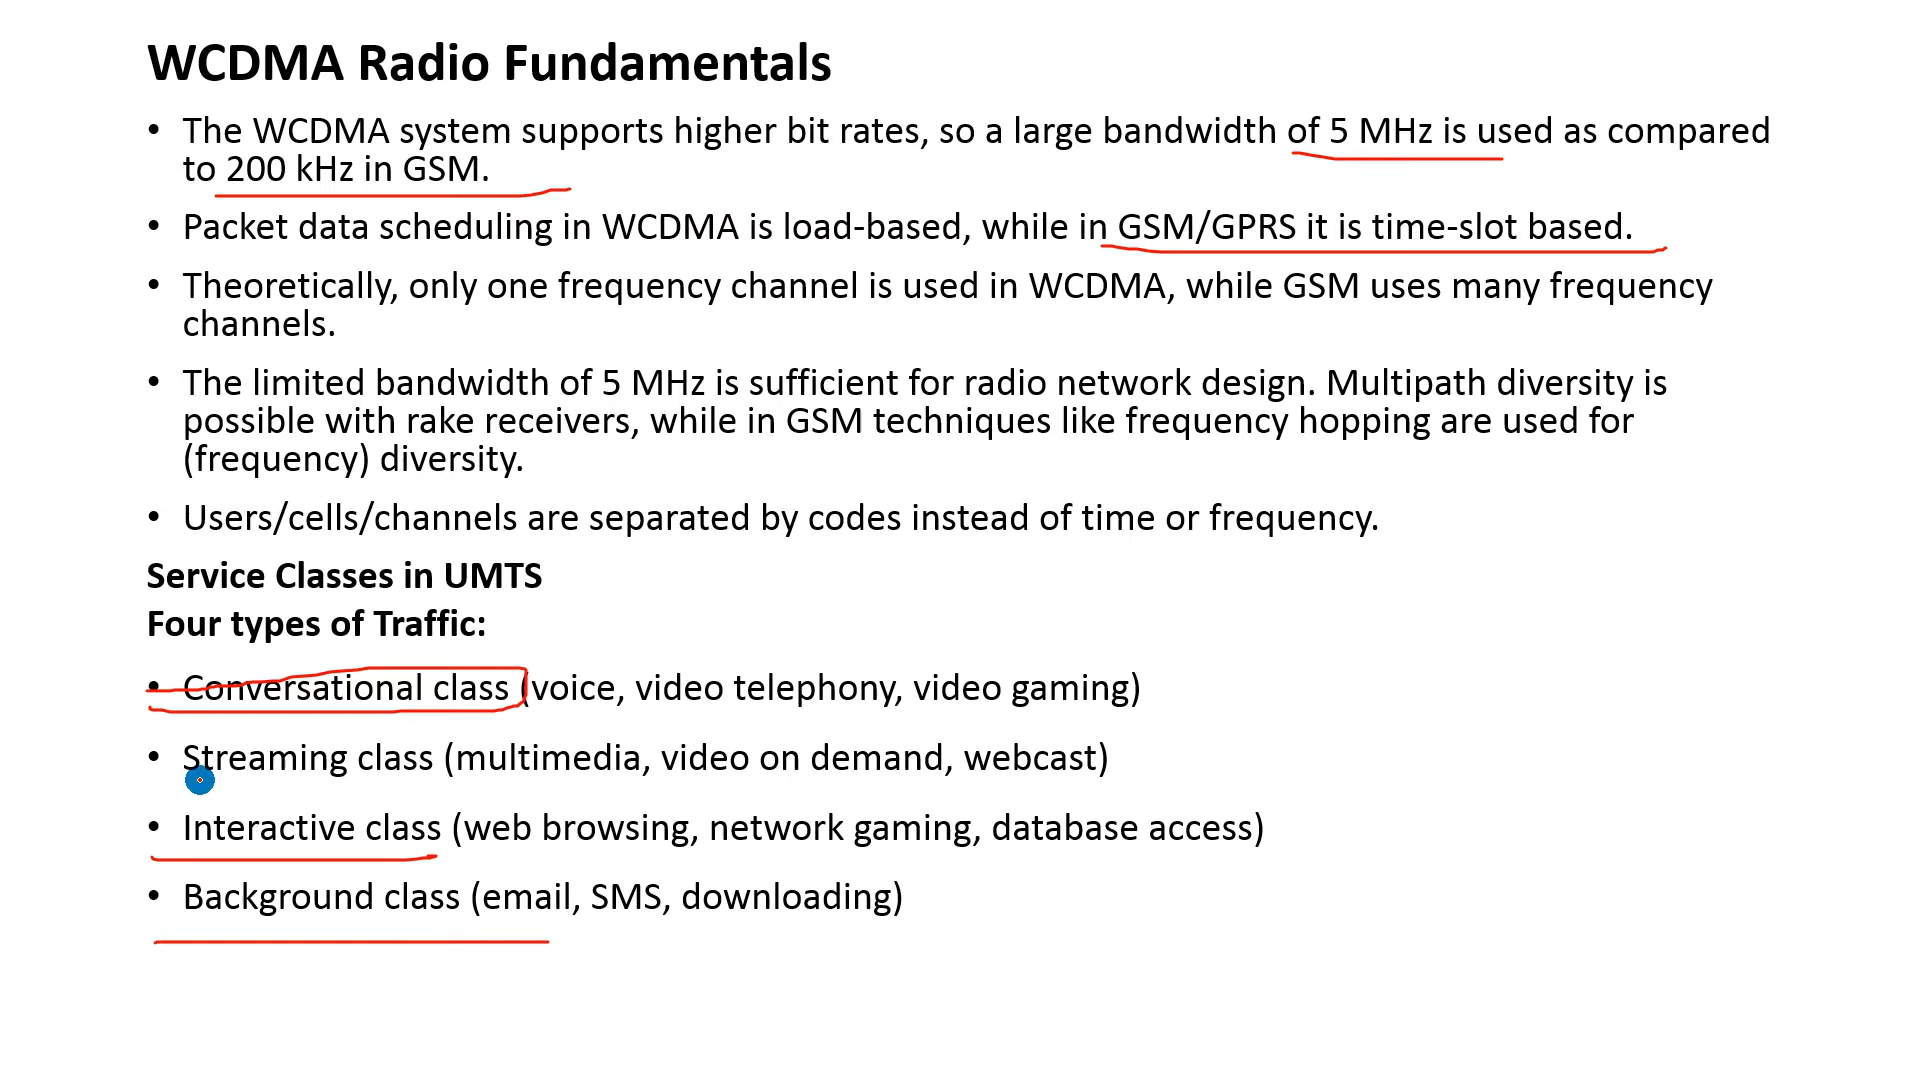 WCDMA Radio Fundamentals
• The WCDMA system supports higher bit rates, so a large bandwidth of 5 MHz is used as compared
to 200 kHz in GSM.
• Packet data scheduling in WCDMA is load-based, while in GSM/GPRS it is time-slot based.
• Theoretically, only one frequency channel is used in WCDMA, while GSM uses many frequency
channels.
• The limited bandwidth of 5 MHz is sufficient for radio network design. Multipath diversity is
possible with rake receivers, while in GSM techniques like frequency hopping are used for
(frequency) diversity.
• Users/cells/channels are separated by codes instead of time or frequency.
Service Classes in UMTS
Four types of Traffic:
• Conversational class (voice, video telephony, video gaming)
• Streaming class (multimedia, video on demand, webcast)
• Interactive class (web browsing, network gaming, database access)
• Background class (email, SMS, downloading)